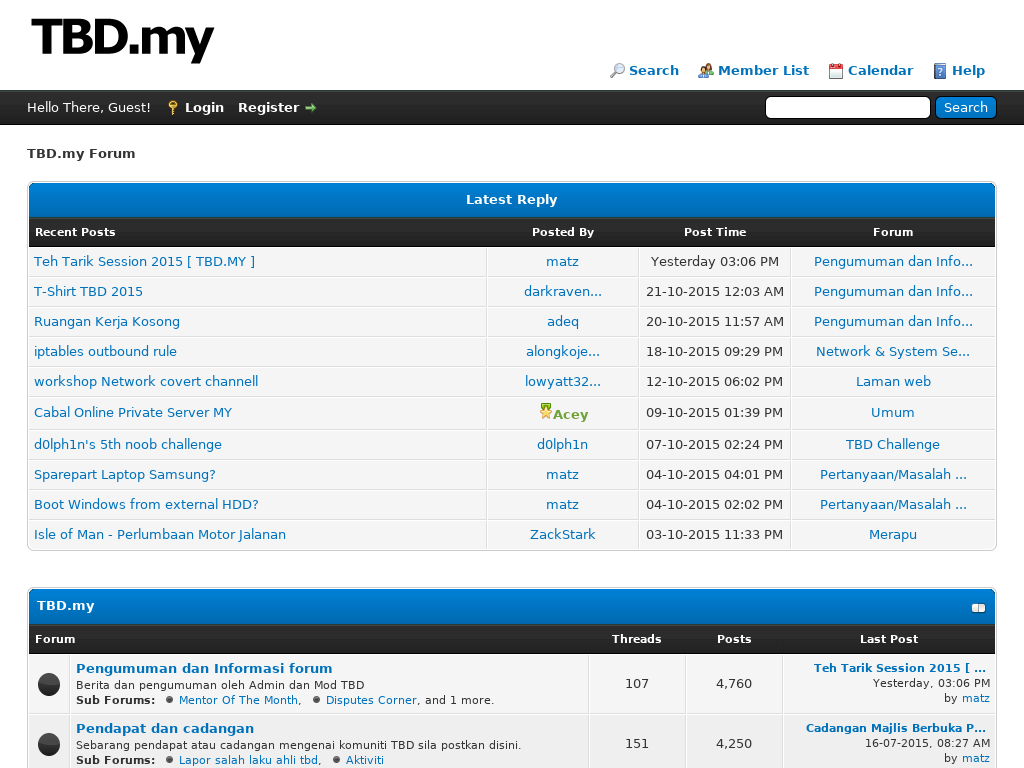 TBD.my
Search Member List Calendar Help
Hello There, Guest! Login Register Search
TBD.my Forum
Latest Reply
Recent Posts Posted By Post Time Forum
Teh Tarik Session 2015 [ TBD.MY ] matz Yesterday 03:06 PM Pengumuman dan Info...
T-Shirt TBD 2015 darkraven... 21-10-2015 12:03 AM Pengumuman dan Info...
Ruangan Kerja Kosong adeq 20-10-2015 11:57 AM Pengumuman dan Info...
iptables outbound rule alongkoje... 18-10-2015 09:29 PM Network & System Se...
workshop Network covert channell lowyatt32... 12-10-2015 06:02 PM Laman web
Cabal Online Private Server MY Acey 09-10-2015 01:39 PM Umum
d0lph1n's 5th noob challenge d0lph1n 07-10-2015 02:24 PM TBD Challenge
Sparepart Laptop Samsung? matz 04-10-2015 04:01 PM Pertanyaan/Masalah ...
Boot Windows from external HDD? matz 04-10-2015 02:02 PM Pertanyaan/Masalah ...
Isle of Man - Perlumbaan Motor Jalanan ZackStark 03-10-2015 11:33 PM Merapu
TBD.my
Forum Threads Posts Last Post
Pengumuman dan Informasi forum
Berita dan pengumuman oleh Admin dan Mod TBD
Sub Forums: Mentor Of The Month, Disputes Corner, and 1 more.
107 4,760
Teh Tarik Session 2015 [ ...
Yesterday, 03:06 PM
by matz
Pendapat dan cadangan
Sebarang pendapat atau cadangan mengenai komuniti TBD sila postkan disini.
Sub Forums: Lapor salah laku ahli tbd, Aktiviti
151 4,250
Cadangan Majlis Berbuka P...
16-07-2015, 08:27 AM
by matz